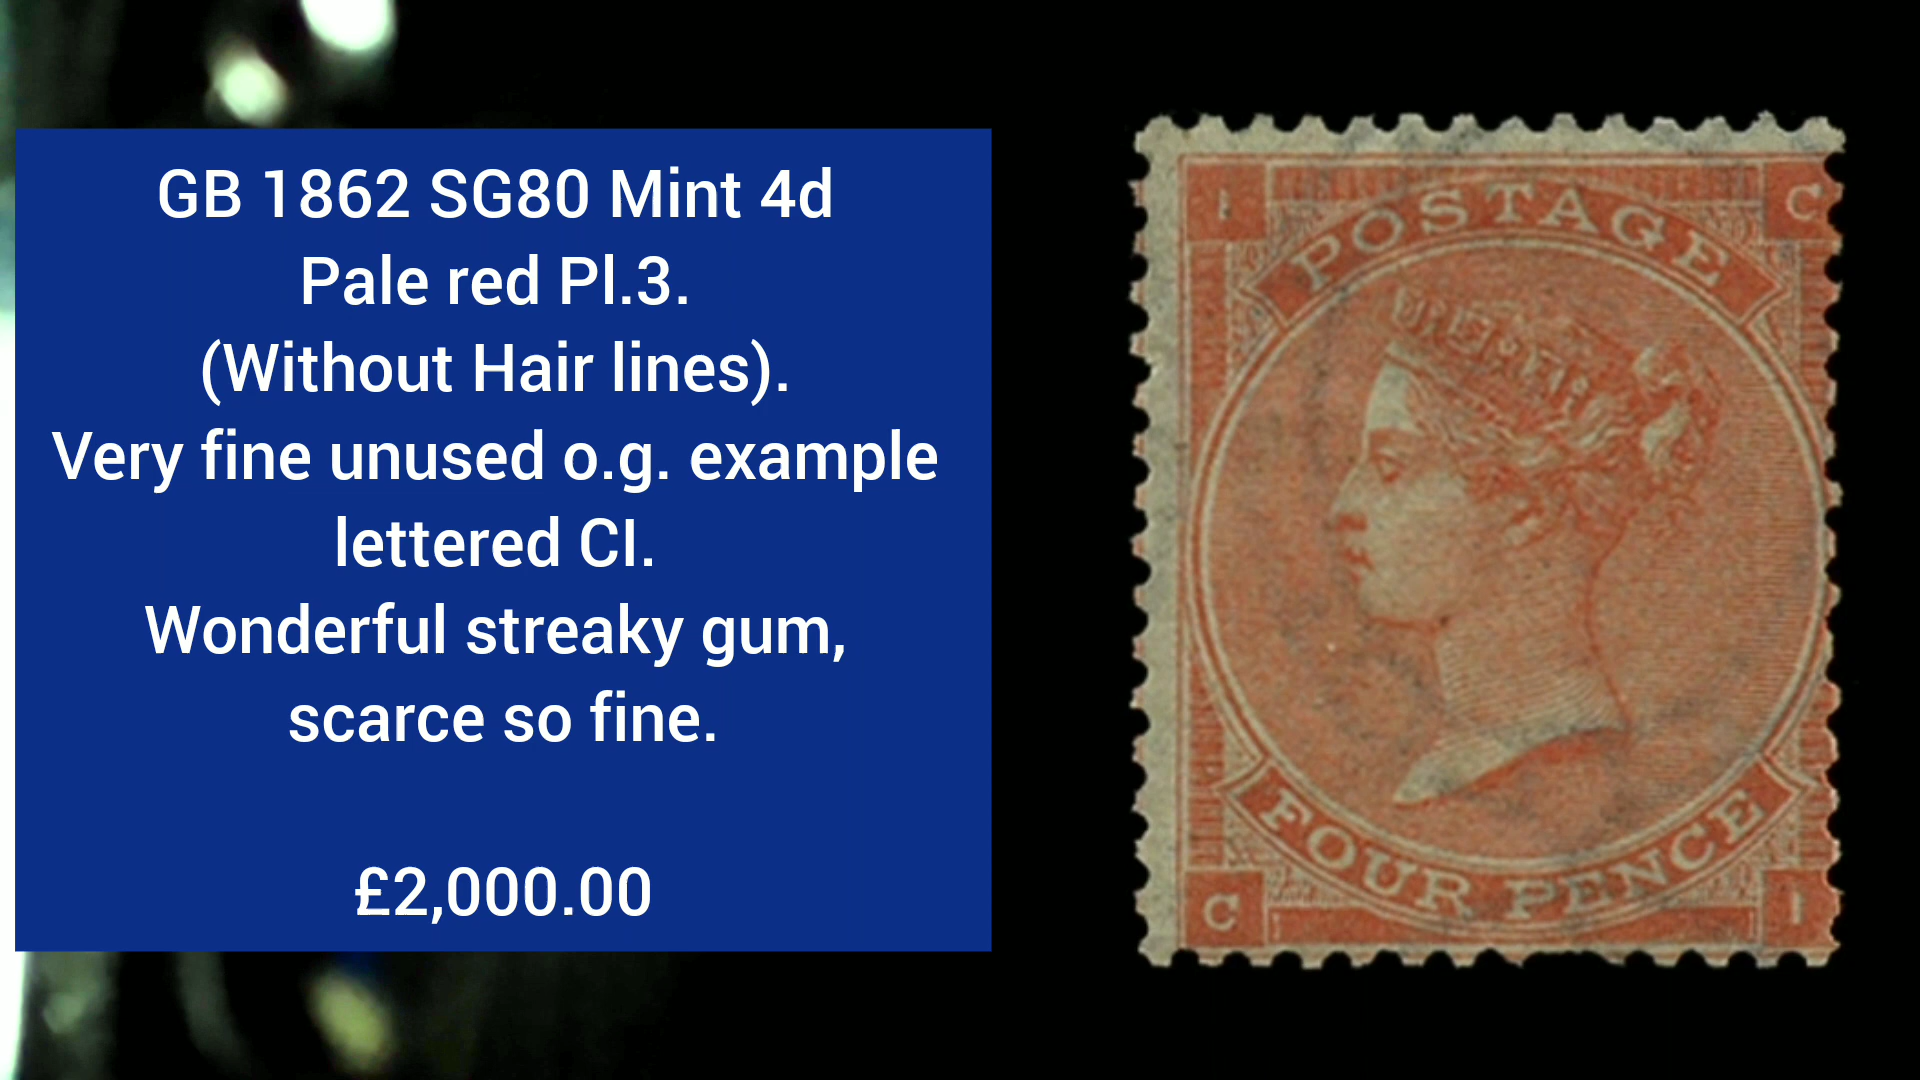 GB 1862 SG80 Mint 4d
Pale red Pl.3.
(Without Hair lines).
Very fine unused o.g. example
lettered CI.
Wonderful streaky gum,
scarce so fine.
£2,000.00
I C
POSTAGE
FOUR PENCE
C I